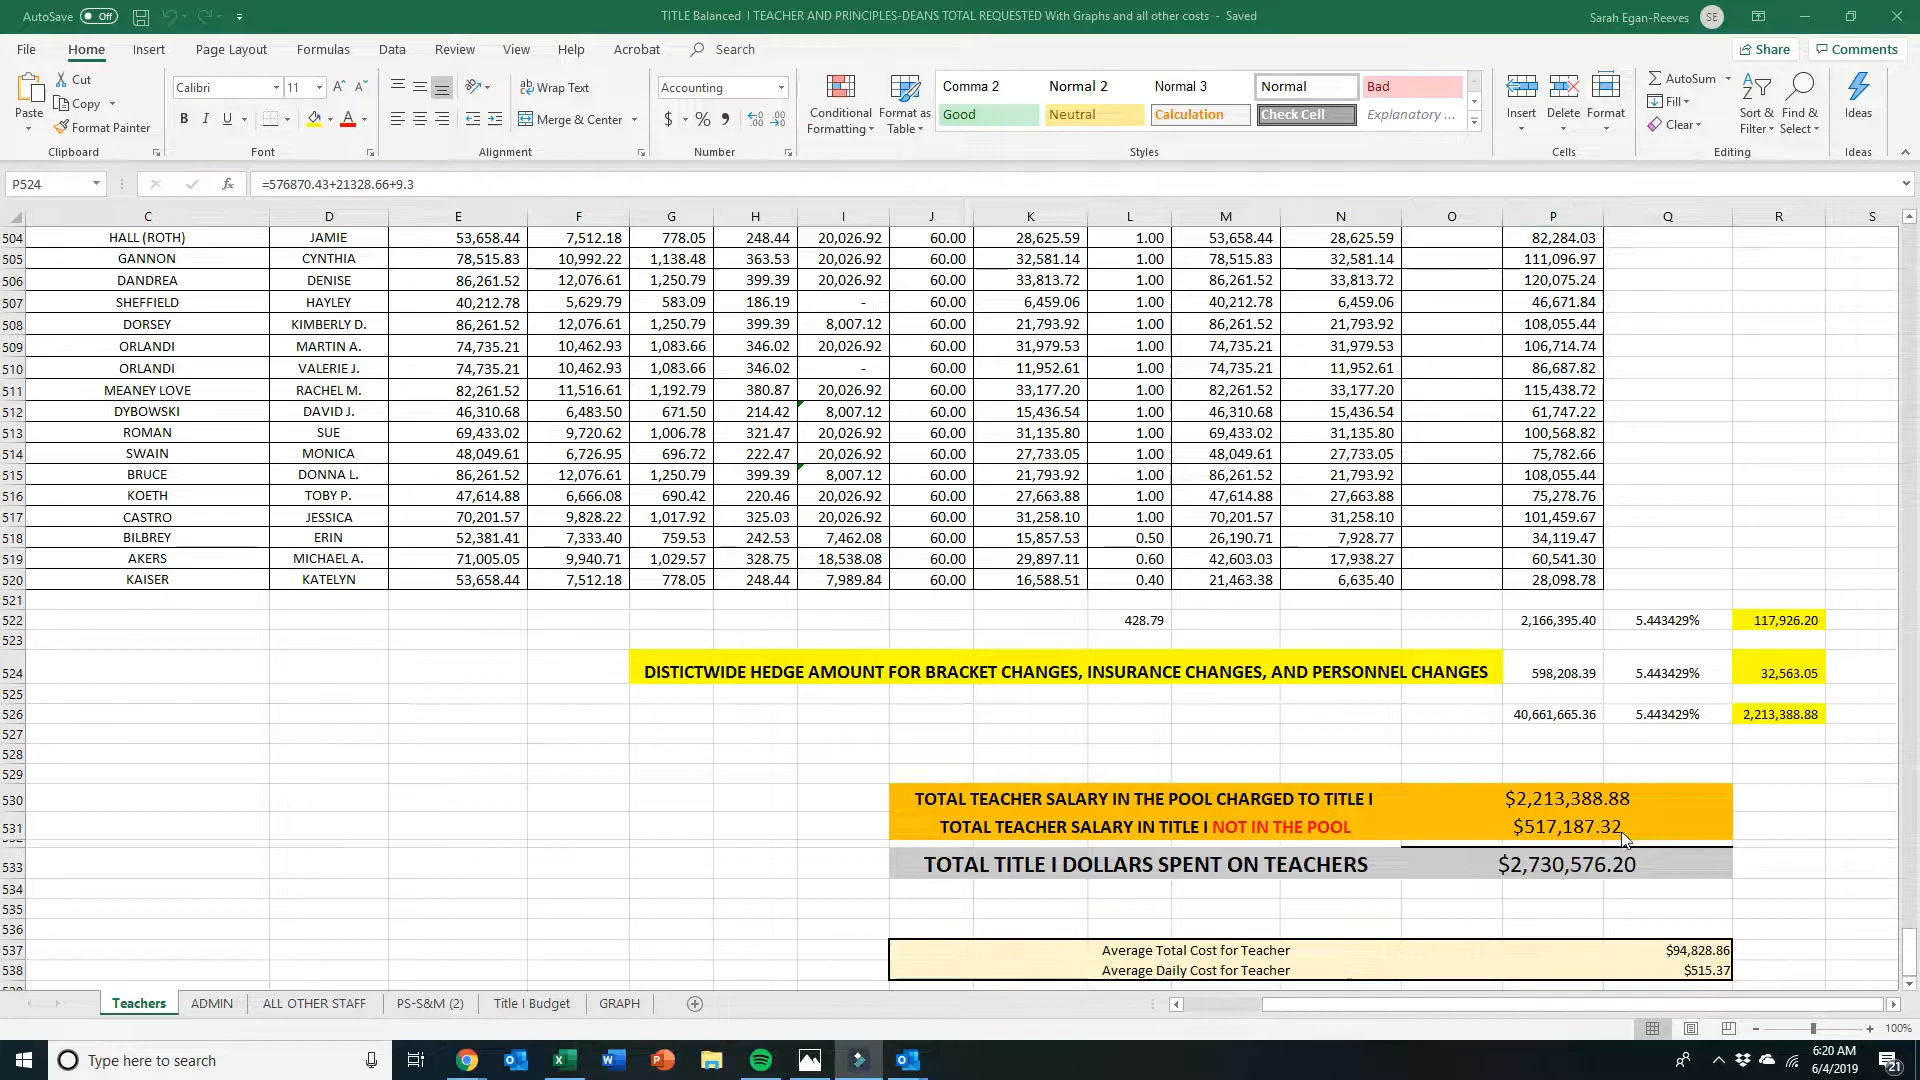 AutoSave Off TITLE Balanced I TEACHER AND PRINCIPLES-DEANS TOTAL REQUESTED With Graphs and all other costs - Saved Sarah Egan-Reeves SE
File Home Insert Page Layout Formulas Data Review View Help Acrobat Search Share Comments
Cut Calibri 11 Wrap Text Accounting Comma 2 Normal 2 Normal 3 Normal Bad AutoSum
Paste Copy Conditional Formatting Format as Table Insert Delete Format Fill Sort & Filter Find & Select Ideas
Format Painter B I U A Merge & Center $ % Good Neutral Calculation Check Cell Explanatory ... Clear
Clipboard Font Alignment Number Styles Cells Editing Ideas
P524 fx =576870.43+21328.66+9.3
C D E F G H I J K L M N O P Q R S
504 HALL (ROTH) JAMIE 53,658.44 7,512.18 778.05 248.44 20,026.92 60.00 28,625.59 1.00 53,658.44 28,625.59 82,284.03
505 GANNON CYNTHIA 78,515.83 10,992.22 1,138.48 363.53 20,026.92 60.00 32,581.14 1.00 78,515.83 32,581.14 111,096.97
506 DANDREA DENISE 86,261.52 12,076.61 1,250.79 399.39 20,026.92 60.00 33,813.72 1.00 86,261.52 33,813.72 120,075.24
507 SHEFFIELD HAYLEY 40,212.78 5,629.79 583.09 186.19 - 60.00 6,459.06 1.00 40,212.78 6,459.06 46,671.84
508 DORSEY KIMBERLY D. 86,261.52 12,076.61 1,250.79 399.39 8,007.12 60.00 21,793.92 1.00 86,261.52 21,793.92 108,055.44
509 ORLANDI MARTIN A. 74,735.21 10,462.93 1,083.66 346.02 20,026.92 60.00 31,979.53 1.00 74,735.21 31,979.53 106,714.74
510 ORLANDI VALERIE J. 74,735.21 10,462.93 1,083.66 346.02 - 60.00 11,952.61 1.00 74,735.21 11,952.61 86,687.82
511 MEANEY LOVE RACHEL M. 82,261.52 11,516.61 1,192.79 380.87 20,026.92 60.00 33,177.20 1.00 82,261.52 33,177.20 115,438.72
512 DYBOWSKI DAVID J. 46,310.68 6,483.50 671.50 214.42 8,007.12 60.00 15,436.54 1.00 46,310.68 15,436.54 61,747.22
513 ROMAN SUE 69,433.02 9,720.62 1,006.78 321.47 20,026.92 60.00 31,135.80 1.00 69,433.02 31,135.80 100,568.82
514 SWAIN MONICA 48,049.61 6,726.95 696.72 222.47 20,026.92 60.00 27,733.05 1.00 48,049.61 27,733.05 75,782.66
515 BRUCE DONNA L. 86,261.52 12,076.61 1,250.79 399.39 8,007.12 60.00 21,793.92 1.00 86,261.52 21,793.92 108,055.44
516 KOETH TOBY P. 47,614.88 6,666.08 690.42 220.46 20,026.92 60.00 27,663.88 1.00 47,614.88 27,663.88 75,278.76
517 CASTRO JESSICA 70,201.57 9,828.22 1,017.92 325.03 20,026.92 60.00 31,258.10 1.00 70,201.57 31,258.10 101,459.67
518 BILBREY ERIN 52,381.41 7,333.40 759.53 242.53 7,462.08 60.00 15,857.53 0.50 26,190.71 7,928.77 34,119.47
519 AKERS MICHAEL A. 71,005.05 9,940.71 1,029.57 328.75 18,538.08 60.00 29,897.11 0.60 42,603.03 17,938.27 60,541.30
520 KAISER KATELYN 53,658.44 7,512.18 778.05 248.44 7,989.84 60.00 16,588.51 0.40 21,463.38 6,635.40 28,098.78
521
522 428.79 2,166,395.40 5.443429% 117,926.20
523
524 DISTICTWIDE HEDGE AMOUNT FOR BRACKET CHANGES, INSURANCE CHANGES, AND PERSONNEL CHANGES 598,208.39 5.443429% 32,563.05
525
526 40,661,665.36 5.443429% 2,213,388.88
527
528
529
530 TOTAL TEACHER SALARY IN THE POOL CHARGED TO TITLE I $2,213,388.88
531 TOTAL TEACHER SALARY IN TITLE I NOT IN THE POOL $517,187.32
533 TOTAL TITLE I DOLLARS SPENT ON TEACHERS $2,730,576.20
534
535
536
537 Average Total Cost for Teacher $94,828.86
538 Average Daily Cost for Teacher $515.37
Teachers ADMIN ALL OTHER STAFF PS-S&M (2) Title I Budget GRAPH
100%
Type here to search 6:20 AM
6/4/2019 21